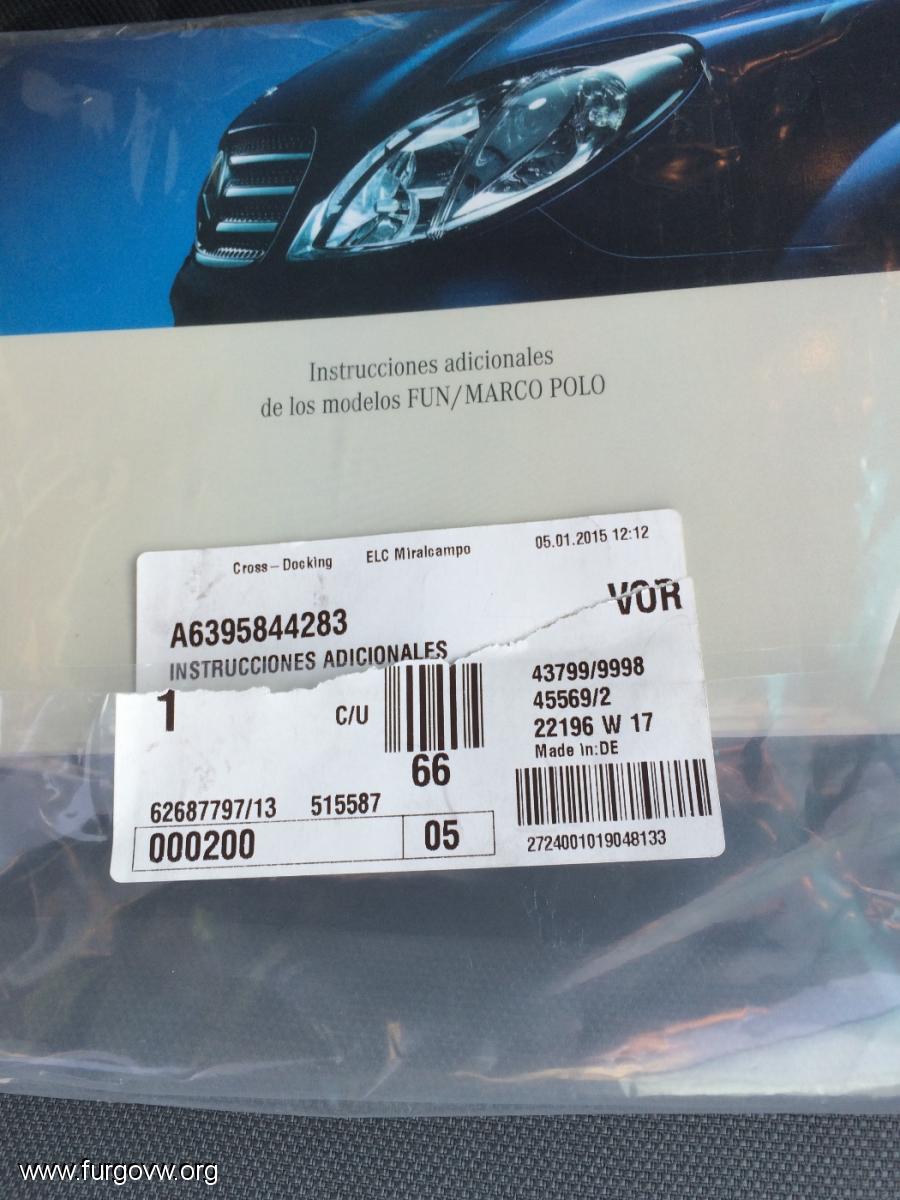 Instrucciones adicionales
de los modelos FUN/MARCO POLO
Cross-Docking ELC Miralcampo 05.01.2015 12:12
VOR
A6395844283
INSTRUCCIONES ADICIONALES
1 C/U
66
43799/9998
45569/2
22196 W 17
Made In:DE
62687797/13 515587
000200 05
2724001019048133
www.furgovw.org